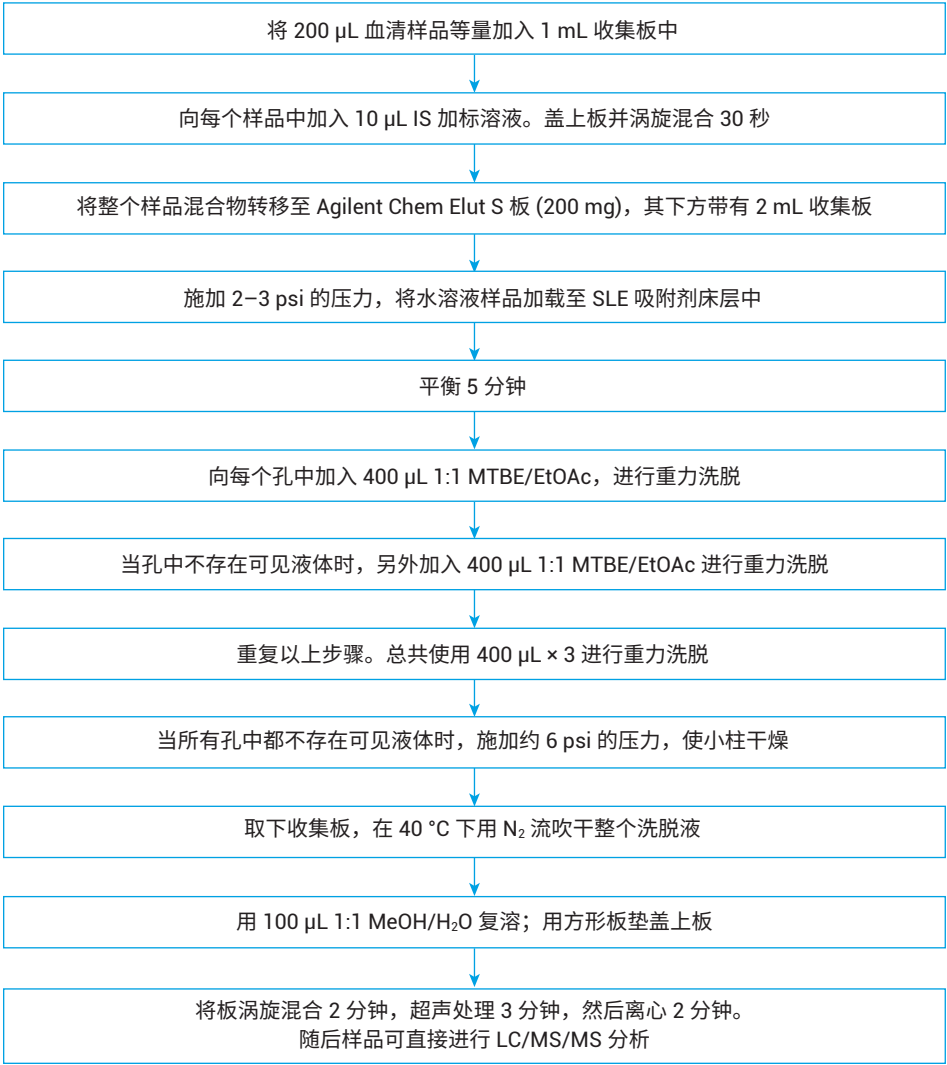 将 200 µL 血清样品等量加入 1 mL 收集板中
向每个样品中加入 10 µL IS 加标溶液。盖上板并涡旋混合 30 秒
将整个样品混合物转移至 Agilent Chem Elut S 板 (200 mg)，其下方带有 2 mL 收集板
施加 2–3 psi 的压力，将水溶液样品加载至 SLE 吸附剂床层中
平衡 5 分钟
向每个孔中加入 400 µL 1:1 MTBE/EtOAc，进行重力洗脱
当孔中不存在可见液体时，另外加入 400 µL 1:1 MTBE/EtOAc 进行重力洗脱
重复以上步骤。总共使用 400 µL × 3 进行重力洗脱
当所有孔中都不存在可见液体时，施加约 6 psi 的压力，使小柱干燥
取下收集板，在 40 °C 下用 N₂ 流吹干整个洗脱液
用 100 µL 1:1 MeOH/H₂O 复溶；用方形板垫盖上板
将板涡旋混合 2 分钟，超声处理 3 分钟，然后离心 2 分钟。
随后样品可直接进行 LC/MS/MS 分析